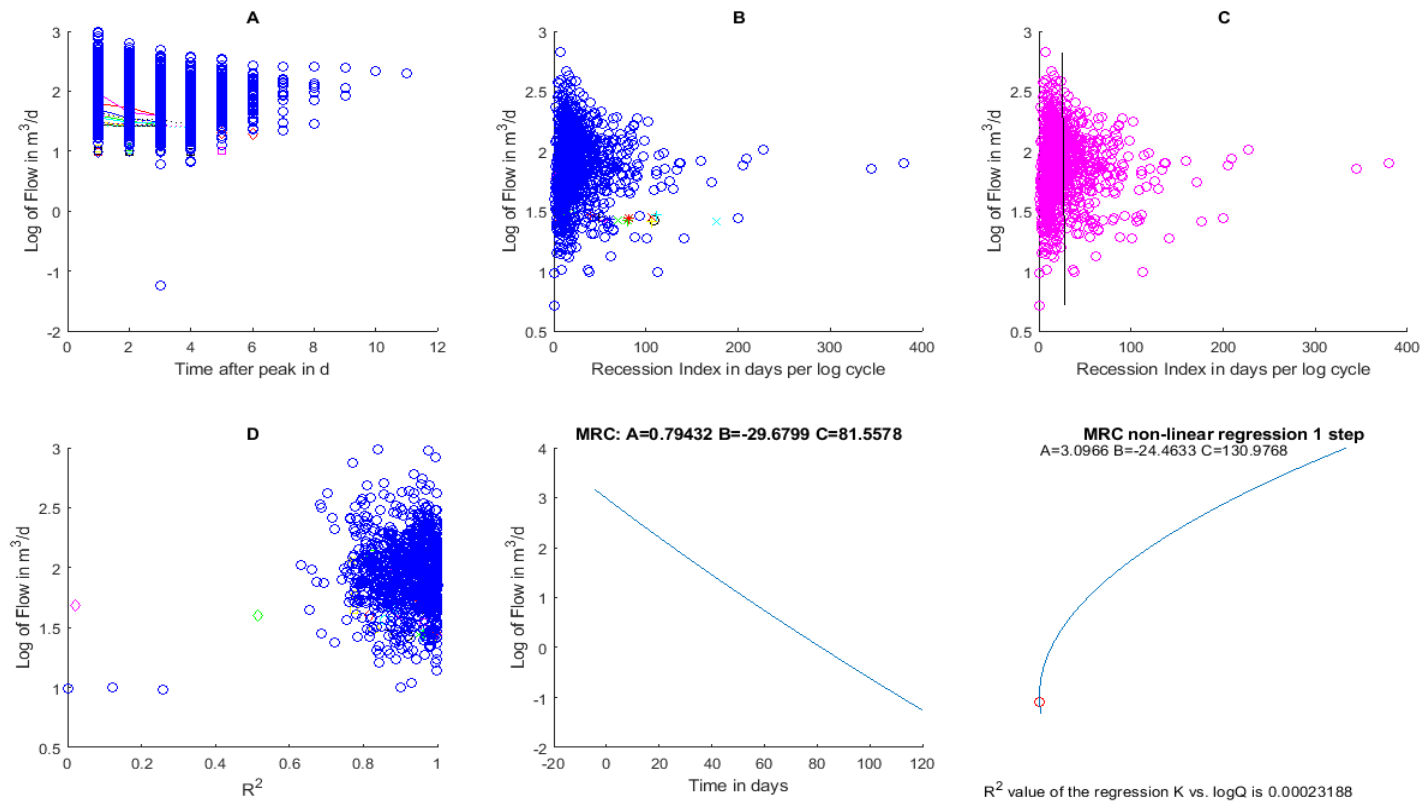 A
3
2
1
0
-1
-2
Log of Flow in m³/d
0 2 4 6 8 10 12
Time after peak in d
B
3
2.5
2
1.5
1
0.5
Log of Flow in m³/d
0 100 200 300 400
Recession Index in days per log cycle
C
3
2.5
2
1.5
1
0.5
Log of Flow in m³/d
0 100 200 300 400
Recession Index in days per log cycle
D
3
2.5
2
1.5
1
0.5
Log of Flow in m³/d
0 0.2 0.4 0.6 0.8 1
R²
MRC: A=0.79432 B=-29.6799 C=81.5578
4
3
2
1
0
-1
-2
Log of Flow in m³/d
-20 0 20 40 60 80 100 120
Time in days
MRC non-linear regression 1 step
A=3.0966 B=-24.4633 C=130.9768
R² value of the regression K vs. logQ is 0.00023188